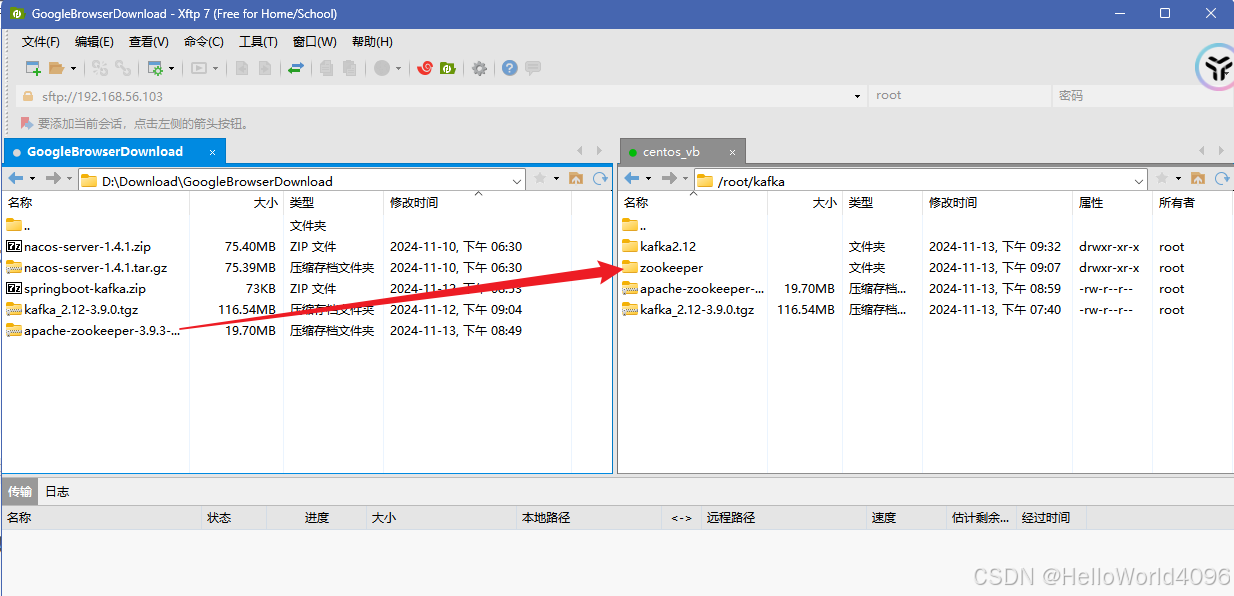 GoogleBrowserDownload - Xftp 7 (Free for Home/School)
文件(F) 编辑(E) 查看(V) 命令(C) 工具(T) 窗口(W) 帮助(H)
sftp://192.168.56.103 root 密码
要添加当前会话，点击左侧的箭头按钮。
GoogleBrowserDownload × centos_vb ×
D:\Download\GoogleBrowserDownload /root/kafka
名称 大小 类型 修改时间 名称 大小 类型 修改时间 属性 所有者
.. 文件夹 ..
nacos-server-1.4.1.zip 75.40MB ZIP 文件 2024-11-10, 下午 06:30 kafka2.12 文件夹 2024-11-13, 下午 09:32 drwxr-xr-x root
nacos-server-1.4.1.tar.gz 75.39MB 压缩存档文件夹 2024-11-10, 下午 06:30 zookeeper 文件夹 2024-11-13, 下午 09:07 drwxr-xr-x root
springboot-kafka.zip 73KB ZIP 文件 2024-11-12, 下午 08:53 apache-zookeeper-... 19.70MB 压缩存档... 2024-11-13, 下午 08:59 -rw-r--r-- root
kafka_2.12-3.9.0.tgz 116.54MB 压缩存档文件夹 2024-11-12, 下午 09:04 kafka_2.12-3.9.0.tgz 116.54MB 压缩存档... 2024-11-13, 下午 07:40 -rw-r--r-- root
apache-zookeeper-3.9.3-... 19.70MB 压缩存档文件夹 2024-11-13, 下午 08:49
传输 日志
名称 状态 进度 大小 本地路径 <-> 远程路径 速度 估计剩余... 经过时间
CSDN @HelloWorld4096